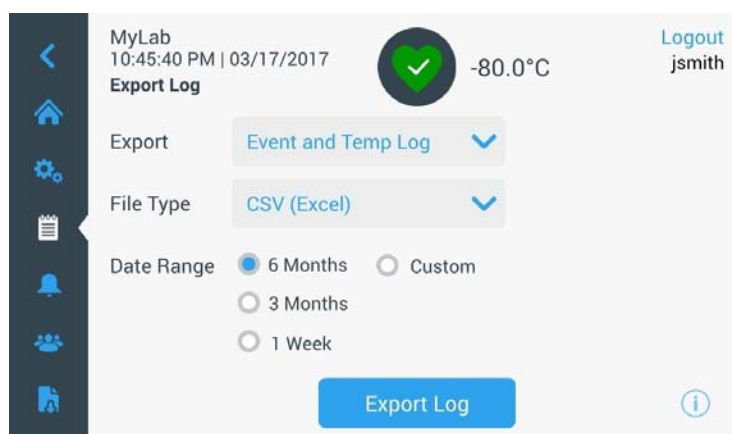 MyLab
10:45:40 PM | 03/17/2017
Export Log
-80.0°C
Logout
jsmith
Export
Event and Temp Log
File Type
CSV (Excel)
Date Range
6 Months
Custom
3 Months
1 Week
Export Log
i